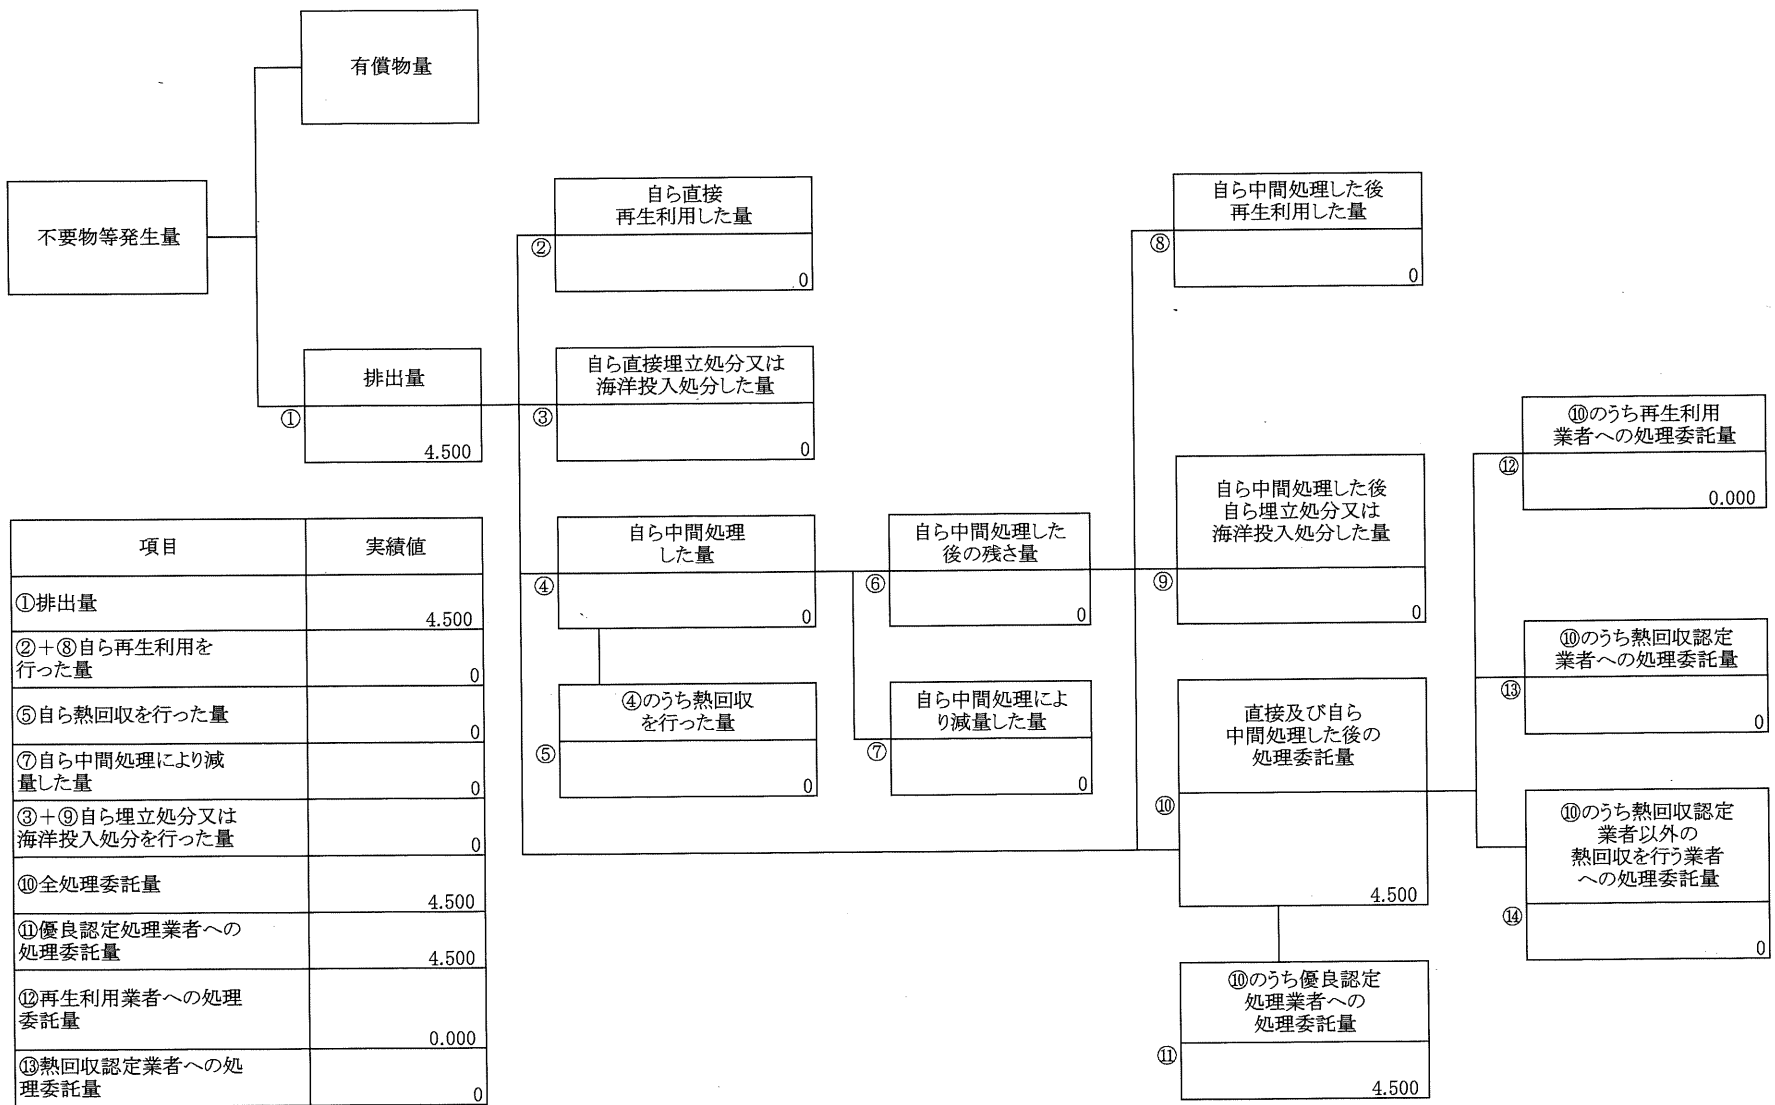 有償物量
不要物等発生量
排出量
①
4.500
自ら直接
再生利用した量
②
0
自ら直接埋立処分又は
海洋投入処分した量
③
0
自ら中間処理
した量
④
0
④のうち熱回収
を行った量
⑤
0
自ら中間処理した
後の残さ量
⑥
0
自ら中間処理によ
り減量した量
⑦
0
自ら中間処理した後
再生利用した量
⑧
0
自ら中間処理した後
自ら埋立処分又は
海洋投入処分した量
⑨
0
直接及び自ら
中間処理した後の
処理委託量
⑩
4.500
⑩のうち優良認定
処理業者への
処理委託量
⑪
4.500
⑩のうち再生利用
業者への処理委託量
⑫
0.000
⑩のうち熱回収認定
業者への処理委託量
⑬
0
⑩のうち熱回収認定
業者以外の
熱回収を行う業者
への処理委託量
⑭
0
項目 実績値
①排出量
4.500
②+⑧自ら再生利用を
行った量
0
⑤自ら熱回収を行った量
0
⑦自ら中間処理により減
量した量
0
③+⑨自ら埋立処分又は
海洋投入処分を行った量
0
⑩全処理委託量
4.500
⑪優良認定処理業者への
処理委託量
4.500
⑫再生利用業者への処理
委託量
0.000
⑬熱回収認定業者への処
理委託量
0